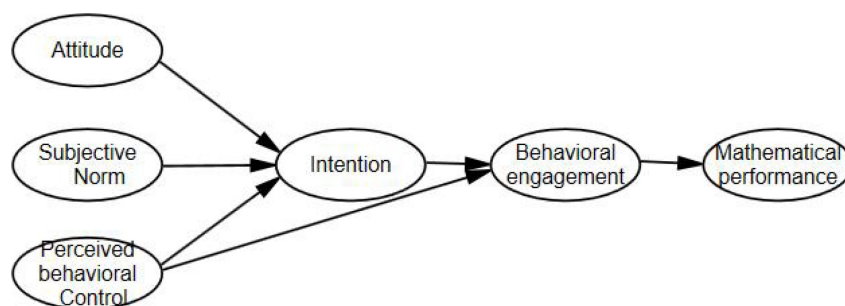 Attitude
Subjective
Norm
Intention
Behavioral
engagement
Mathematical
performance
Perceived
behavioral
Control